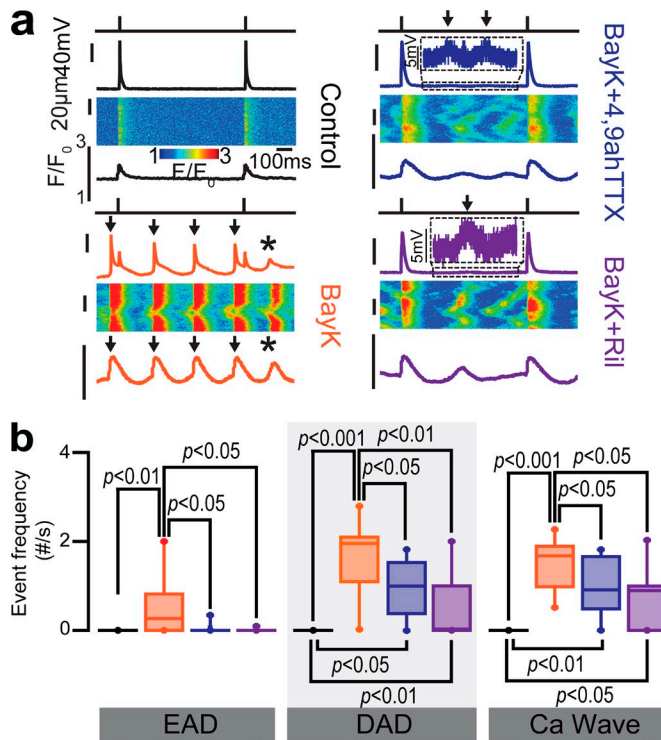 a
40mV
20μm
F/F0
3
1
1 3
F/F0
100ms
Control
5mV
BayK+4,9ahTTX
* 
*
BayK
5mV
BayK+Ril
b
Event frequency
(#/s)
4
2
0
p<0.01
p<0.05
p<0.05
EAD
p<0.001
p<0.01
p<0.05
p<0.05
p<0.01
DAD
p<0.001
p<0.05
p<0.05
p<0.01
p<0.05
Ca Wave